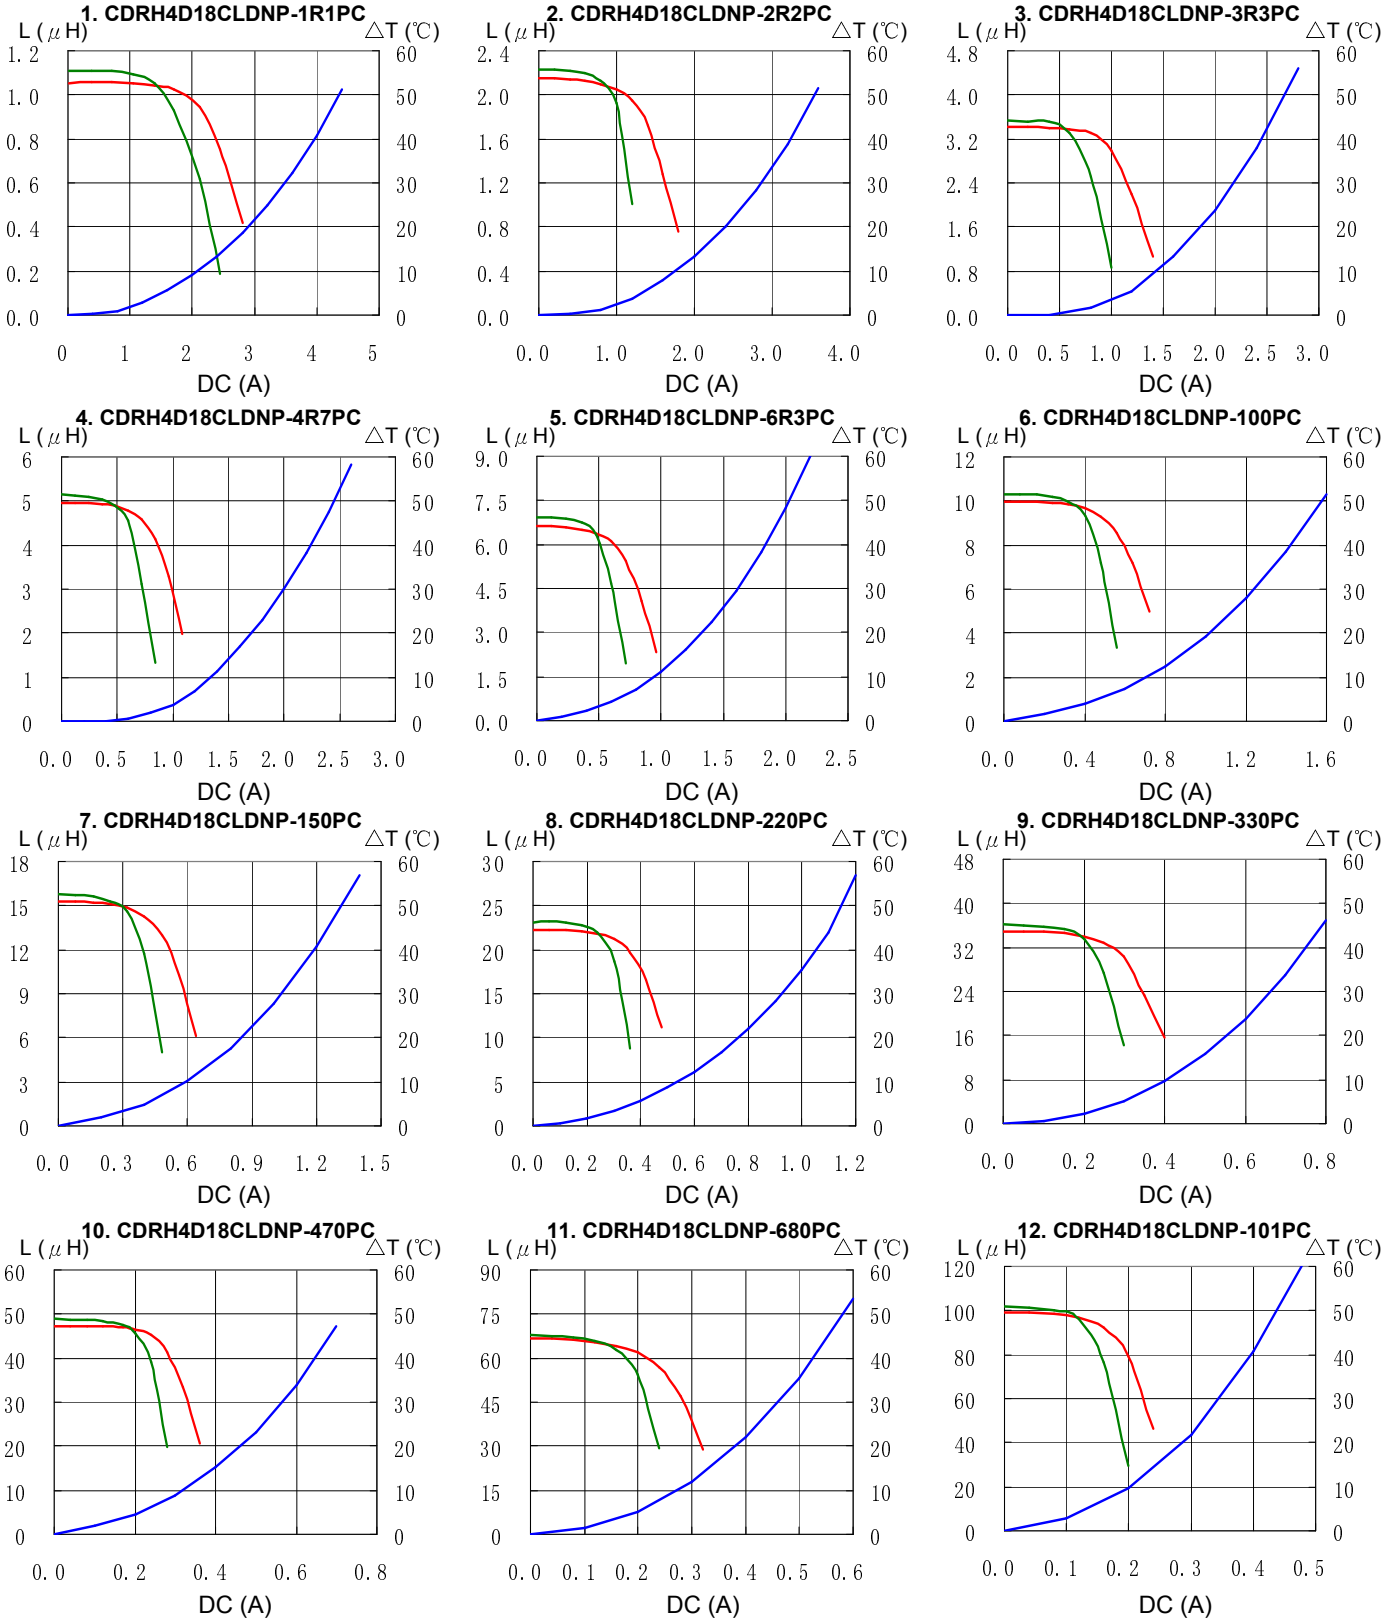 1. CDRH4D18CLDNP-1R1PC
L (μH) △T (℃)
1.2 60
1.0 50
0.8 40
0.6 30
0.4 20
0.2 10
0.0 0
0 1 2 3 4 5
DC (A)
2. CDRH4D18CLDNP-2R2PC
L (μH) △T (℃)
2.4 60
2.0 50
1.6 40
1.2 30
0.8 20
0.4 10
0.0 0
0.0 1.0 2.0 3.0 4.0
DC (A)
3. CDRH4D18CLDNP-3R3PC
L (μH) △T (℃)
4.8 60
4.0 50
3.2 40
2.4 30
1.6 20
0.8 10
0.0 0
0.0 0.5 1.0 1.5 2.0 2.5 3.0
DC (A)
4. CDRH4D18CLDNP-4R7PC
L (μH) △T (℃)
6 60
5 50
4 40
3 30
2 20
1 10
0 0
0.0 0.5 1.0 1.5 2.0 2.5 3.0
DC (A)
5. CDRH4D18CLDNP-6R3PC
L (μH) △T (℃)
9.0 60
7.5 50
6.0 40
4.5 30
3.0 20
1.5 10
0.0 0
0.0 0.5 1.0 1.5 2.0 2.5
DC (A)
6. CDRH4D18CLDNP-100PC
L (μH) △T (℃)
12 60
10 50
8 40
6 30
4 20
2 10
0 0
0.0 0.4 0.8 1.2 1.6
DC (A)
7. CDRH4D18CLDNP-150PC
L (μH) △T (℃)
18 60
15 50
12 40
9 30
6 20
3 10
0 0
0.0 0.3 0.6 0.9 1.2 1.5
DC (A)
8. CDRH4D18CLDNP-220PC
L (μH) △T (℃)
30 60
25 50
20 40
15 30
10 20
5 10
0 0
0.0 0.2 0.4 0.6 0.8 1.0 1.2
DC (A)
9. CDRH4D18CLDNP-330PC
L (μH) △T (℃)
48 60
40 50
32 40
24 30
16 20
8 10
0 0
0.0 0.2 0.4 0.6 0.8
DC (A)
10. CDRH4D18CLDNP-470PC
L (μH) △T (℃)
60 60
50 50
40 40
30 30
20 20
10 10
0 0
0.0 0.2 0.4 0.6 0.8
DC (A)
11. CDRH4D18CLDNP-680PC
L (μH) △T (℃)
90 60
75 50
60 40
45 30
30 20
15 10
0 0
0.0 0.1 0.2 0.3 0.4 0.5 0.6
DC (A)
12. CDRH4D18CLDNP-101PC
L (μH) △T (℃)
120 60
100 50
80 40
60 30
40 20
20 10
0 0
0.0 0.1 0.2 0.3 0.4 0.5
DC (A)